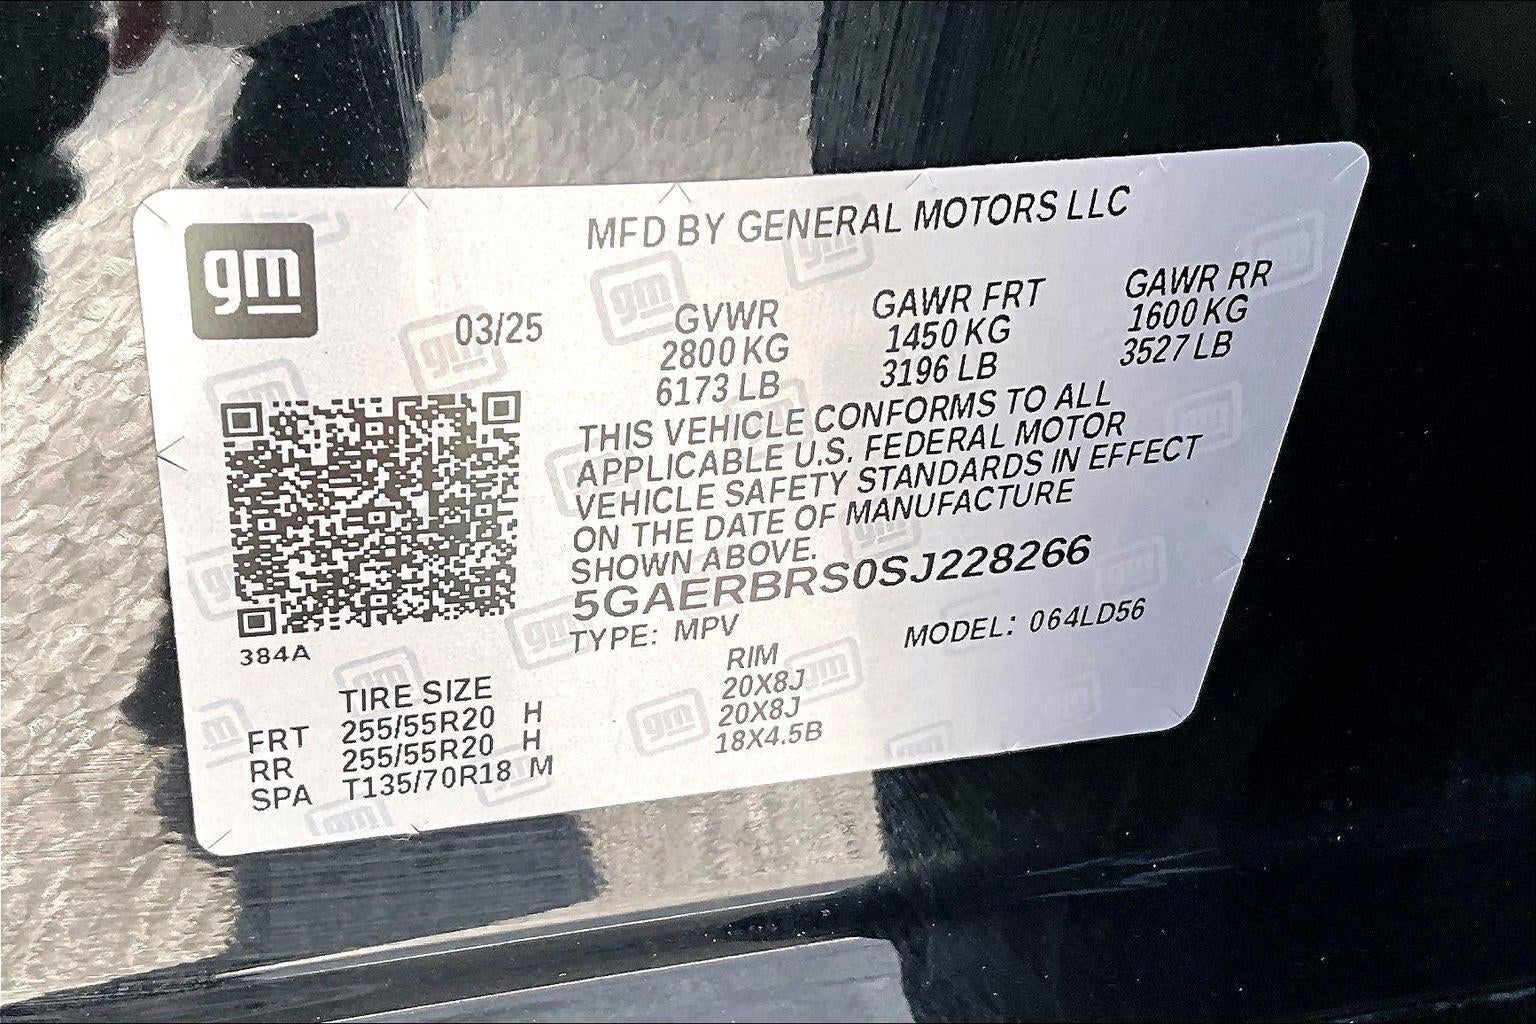 gm
MFD BY GENERAL MOTORS LLC
03/25
GVWR GAWR FRT GAWR RR
2800 KG 1450 KG 1600 KG
6173 LB 3196 LB 3527 LB
THIS VEHICLE CONFORMS TO ALL
APPLICABLE U.S. FEDERAL MOTOR
VEHICLE SAFETY STANDARDS IN EFFECT
ON THE DATE OF MANUFACTURE
SHOWN ABOVE.
5GAERBRS0SJ228266
TYPE: MPV MODEL: 064LD56
384A
TIRE SIZE RIM
FRT 255/55R20 H 20X8J
RR 255/55R20 H 20X8J
SPA T135/70R18 M 18X4.5B